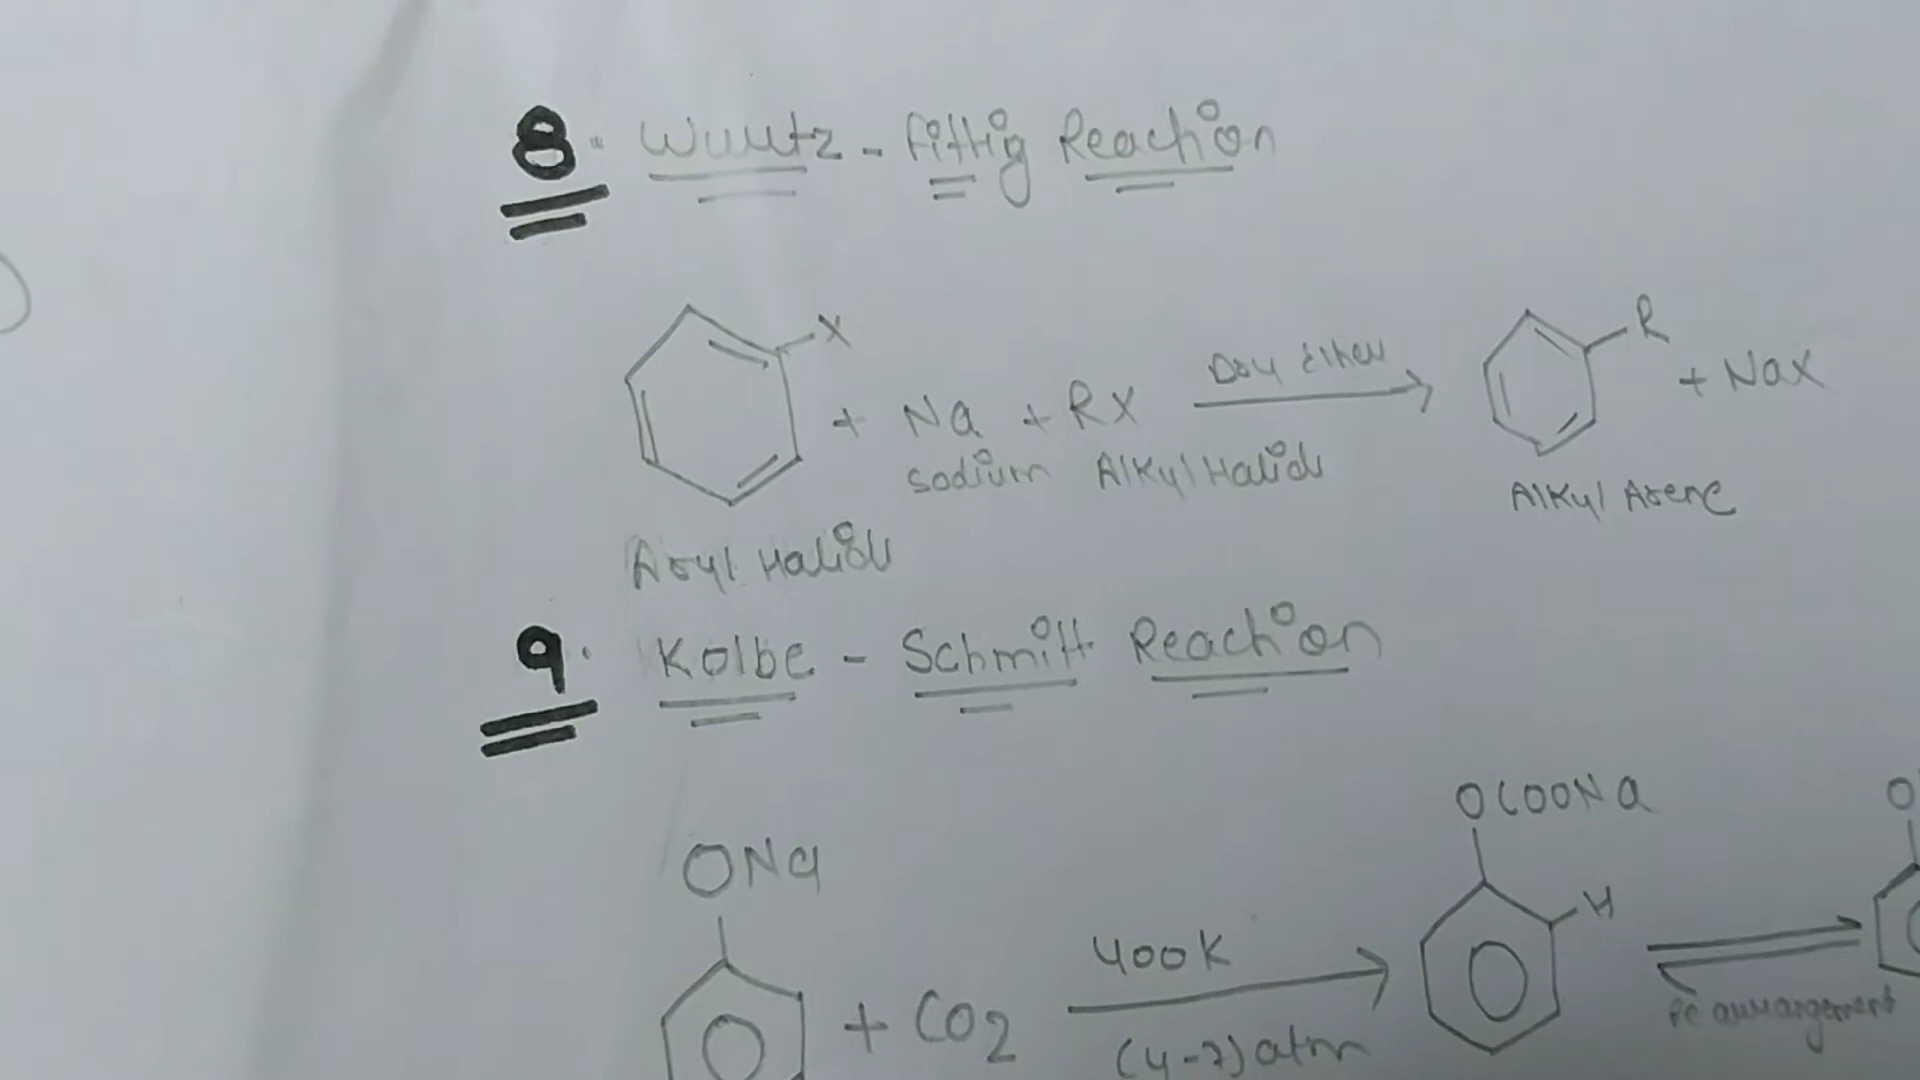 8. Wurtz - fittig Reaction
X
R
+ Na + RX
Dry Ether
+ NaX
sodium Alkyl Halide
Alkyl Arene
Aryl Halide
9. Kolbe - Schmitt Reaction
OCOONa
O
ONa
H
400K
+ CO2
(4-7) atm
Rearrangement